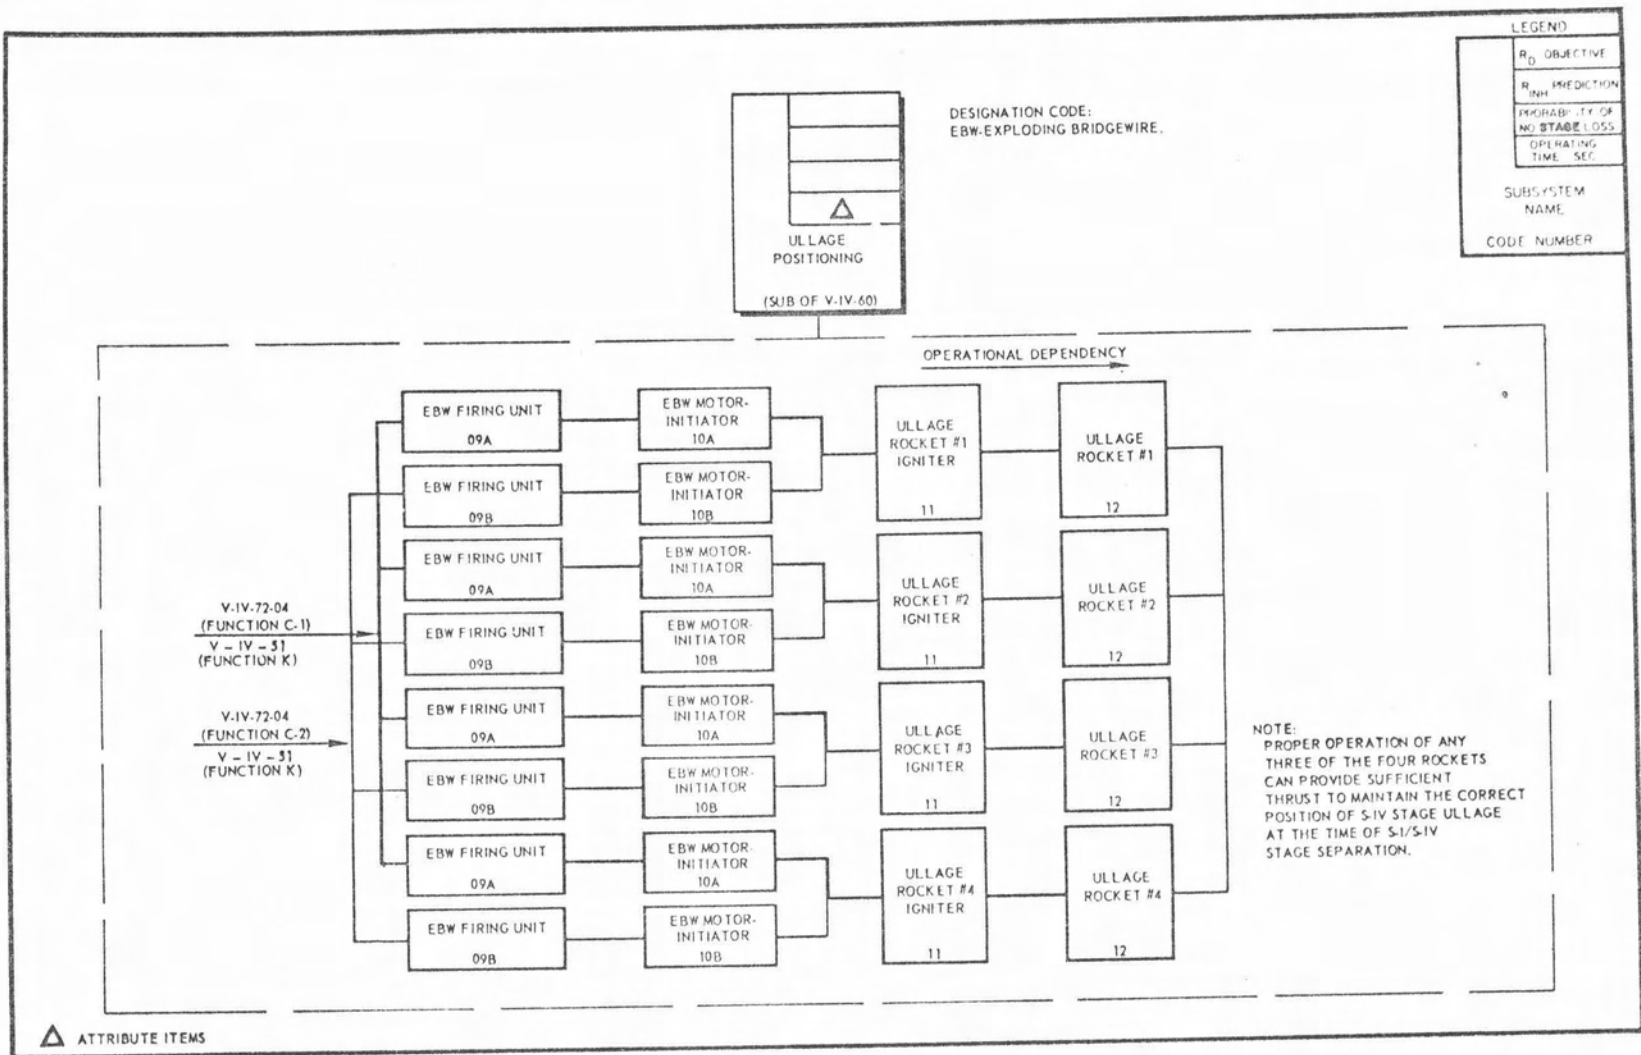 LEGEND
R_D OBJECTIVE
R_INH PREDICTION
PROBABILITY OF
NO STAGE LOSS
OPERATING
TIME SEC
SUBSYSTEM
NAME
CODE NUMBER
DESIGNATION CODE:
EBW-EXPLODING BRIDGEWIRE.
Δ
ULLAGE
POSITIONING
(SUB OF V-IV-60)
OPERATIONAL DEPENDENCY
V-IV-72-04
(FUNCTION C-1)
V-IV-51
(FUNCTION K)
V-IV-72-04
(FUNCTION C-2)
V-IV-51
(FUNCTION K)
EBW FIRING UNIT
09A
EBW FIRING UNIT
09B
EBW FIRING UNIT
09A
EBW FIRING UNIT
09B
EBW FIRING UNIT
09A
EBW FIRING UNIT
09B
EBW FIRING UNIT
09A
EBW FIRING UNIT
09B
EBW MOTOR-
INITIATOR
10A
EBW MOTOR-
INITIATOR
10B
EBW MOTOR-
INITIATOR
10A
EBW MOTOR-
INITIATOR
10B
EBW MOTOR-
INITIATOR
10A
EBW MOTOR-
INITIATOR
10B
EBW MOTOR-
INITIATOR
10A
EBW MOTOR-
INITIATOR
10B
ULLAGE
ROCKET #1
IGNITER
11
ULLAGE
ROCKET #2
IGNITER
11
ULLAGE
ROCKET #3
IGNITER
11
ULLAGE
ROCKET #4
IGNITER
11
ULLAGE
ROCKET #1
12
ULLAGE
ROCKET #2
12
ULLAGE
ROCKET #3
12
ULLAGE
ROCKET #4
12
NOTE:
PROPER OPERATION OF ANY
THREE OF THE FOUR ROCKETS
CAN PROVIDE SUFFICIENT
THRUST TO MAINTAIN THE CORRECT
POSITION OF S-IV STAGE ULLAGE
AT THE TIME OF S-I/S-IV
STAGE SEPARATION.
Δ ATTRIBUTE ITEMS